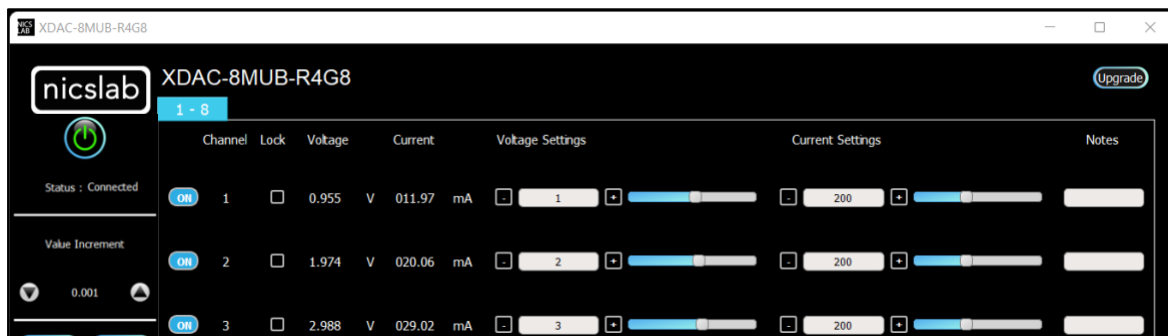 NICS
LAB XDAC-8MUB-R4G8
nicslab XDAC-8MUB-R4G8 Upgrade
1 - 8
Channel Lock Voltage Current Voltage Settings Current Settings Notes
Status : Connected
ON 1 0.955 V 011.97 mA - 1 + - 200 +
Value Increment
ON 2 1.974 V 020.06 mA - 2 + - 200 +
0.001
ON 3 2.988 V 029.02 mA - 3 + - 200 +